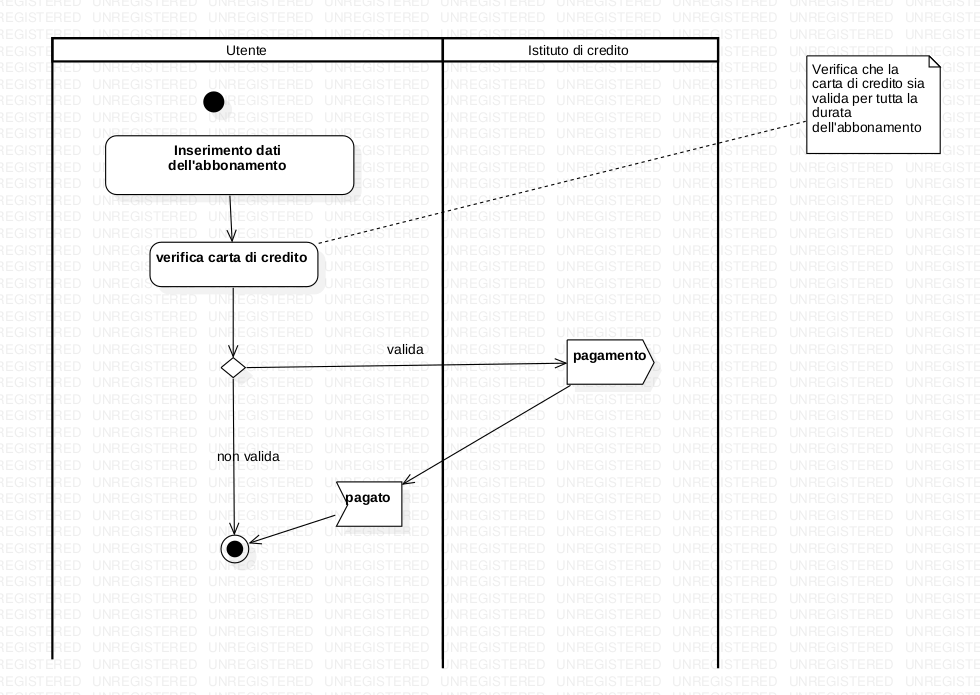 Utente
Istituto di credito
Verifica che la
carta di credito sia
valida per tutta la
durata
dell'abbonamento
Inserimento dati
dell'abbonamento
verifica carta di credito
valida
pagamento
non valida
pagato
UNREGISTERED